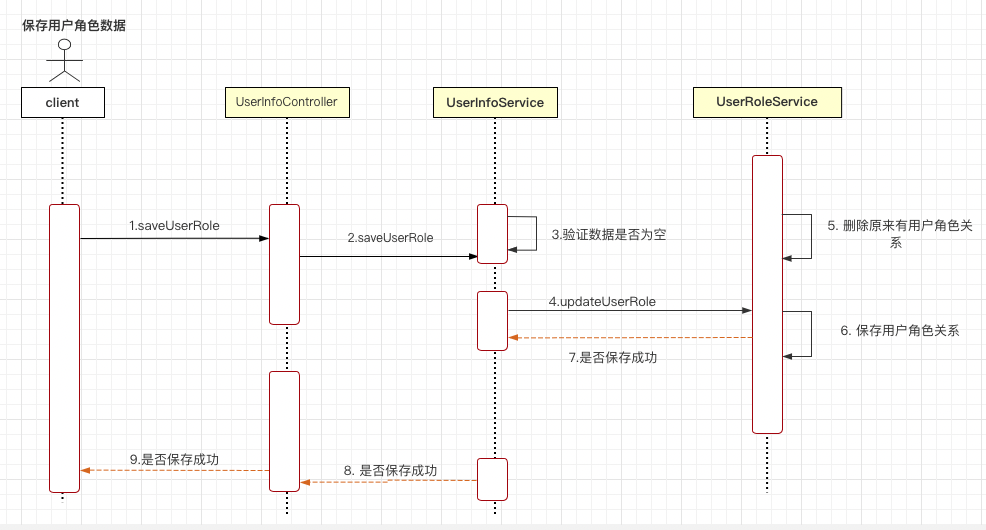 保存用户角色数据
client
UserInfoController
UserInfoService
UserRoleService
1.saveUserRole
2.saveUserRole
3.验证数据是否为空
4.updateUserRole
5. 删除原来有用户角色关
系
6. 保存用户角色关系
7.是否保存成功
8. 是否保存成功
9.是否保存成功